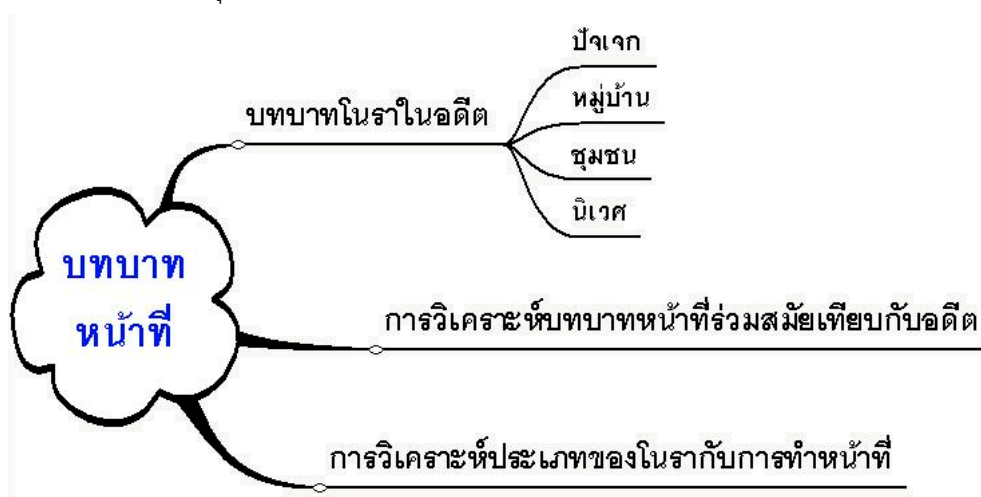 ปัจเจก
บทบาทโนราในอดีต
หมู่บ้าน
ชุมชน
นิเวศ
บทบาท
หน้าที่
การวิเคราะห์บทบาทหน้าที่ร่วมสมัยเทียบกับอดีต
การวิเคราะห์ประเภทของโนรากับการทำหน้าที่